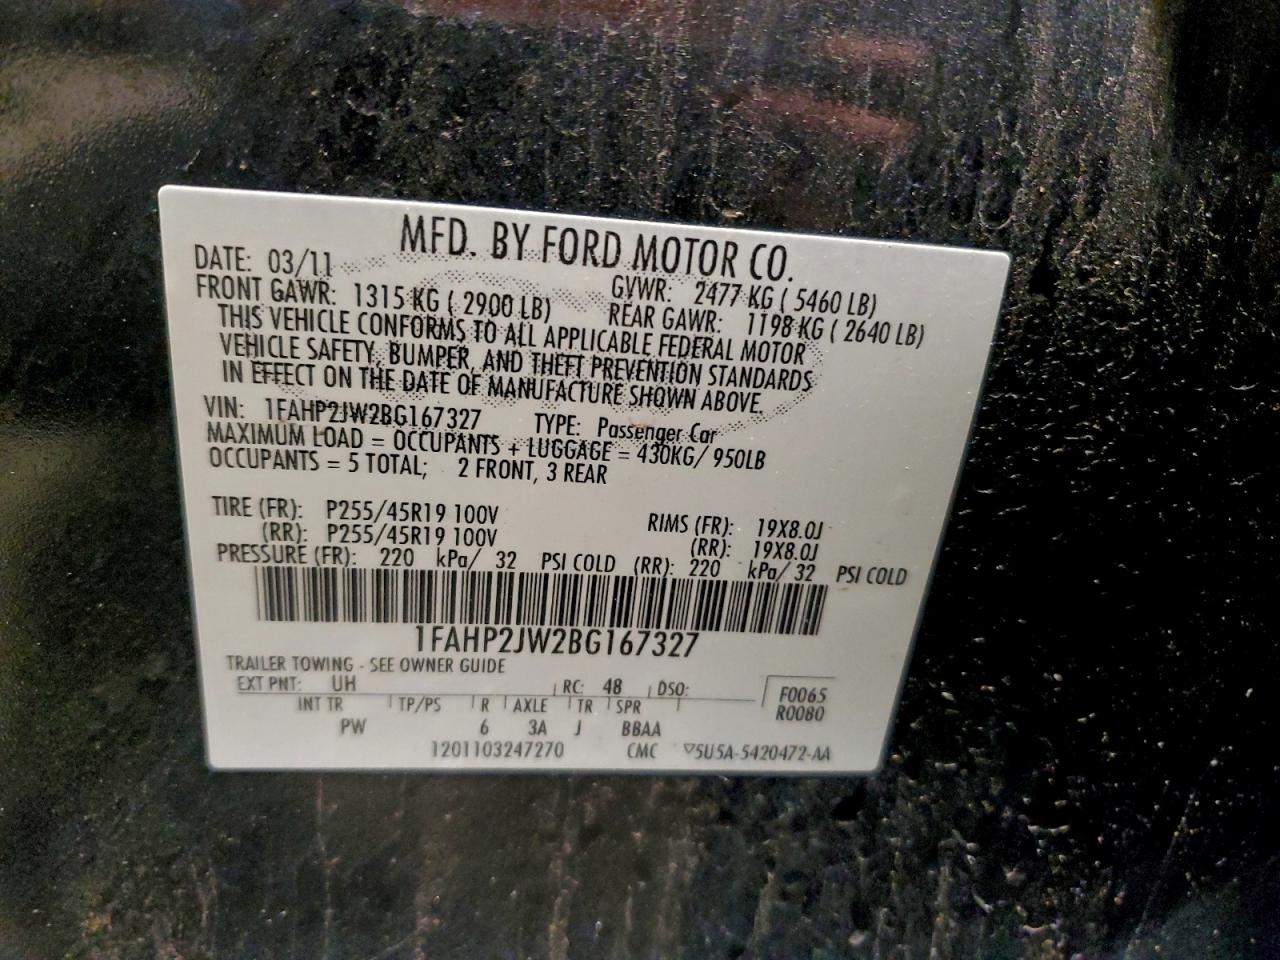 MFD. BY FORD MOTOR CO.
DATE: 03/11 GVWR: 2477 KG ( 5460 LB)
FRONT GAWR: 1315 KG ( 2900 LB) REAR GAWR: 1198 KG ( 2640 LB)
THIS VEHICLE CONFORMS TO ALL APPLICABLE FEDERAL MOTOR
VEHICLE SAFETY, BUMPER, AND THEFT PREVENTION STANDARDS
IN EFFECT ON THE DATE OF MANUFACTURE SHOWN ABOVE.
VIN: 1FAHP2JW2BG167327 TYPE: Passenger Car
MAXIMUM LOAD = OCCUPANTS + LUGGAGE = 430KG/ 950LB
OCCUPANTS = 5 TOTAL; 2 FRONT, 3 REAR
TIRE (FR): P255/45R19 100V RIMS (FR): 19X8.0J
(RR): P255/45R19 100V (RR): 19X8.0J
PRESSURE (FR): 220 kPa/ 32 PSI COLD (RR): 220 kPa/ 32 PSI COLD
1FAHP2JW2BG167327
TRAILER TOWING - SEE OWNER GUIDE
EXT PNT: UH RC: 48 DSO: F0065
INT TR TP/PS R AXLE TR SPR R0080
PW 6 3A J BBAA
1201103247270 CMC ▽5U5A-5420472-AA